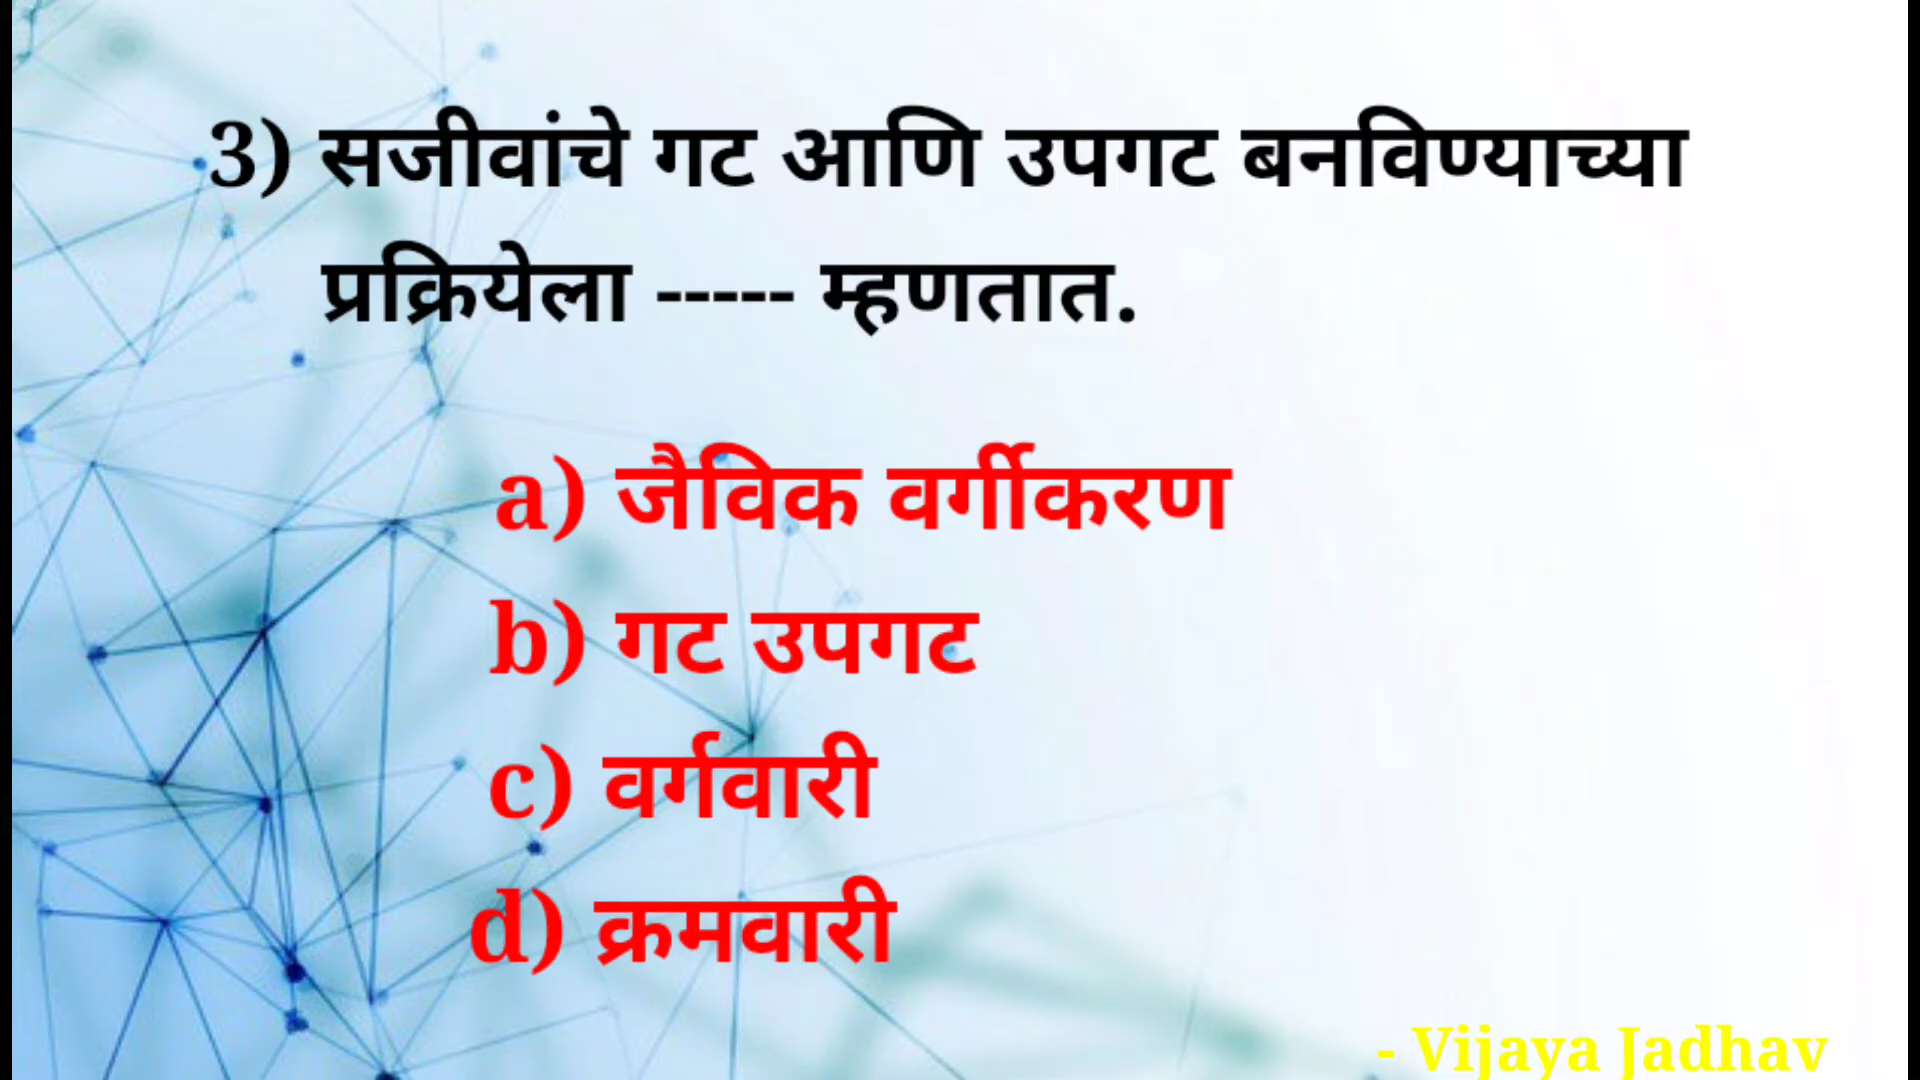 3) सजीवांचे गट आणि उपगट बनविण्याच्या
प्रक्रियेला ----- म्हणतात.
a) जैविक वर्गीकरण
b) गट उपगट
c) वर्गवारी
d) क्रमवारी
- Vijaya Jadhav